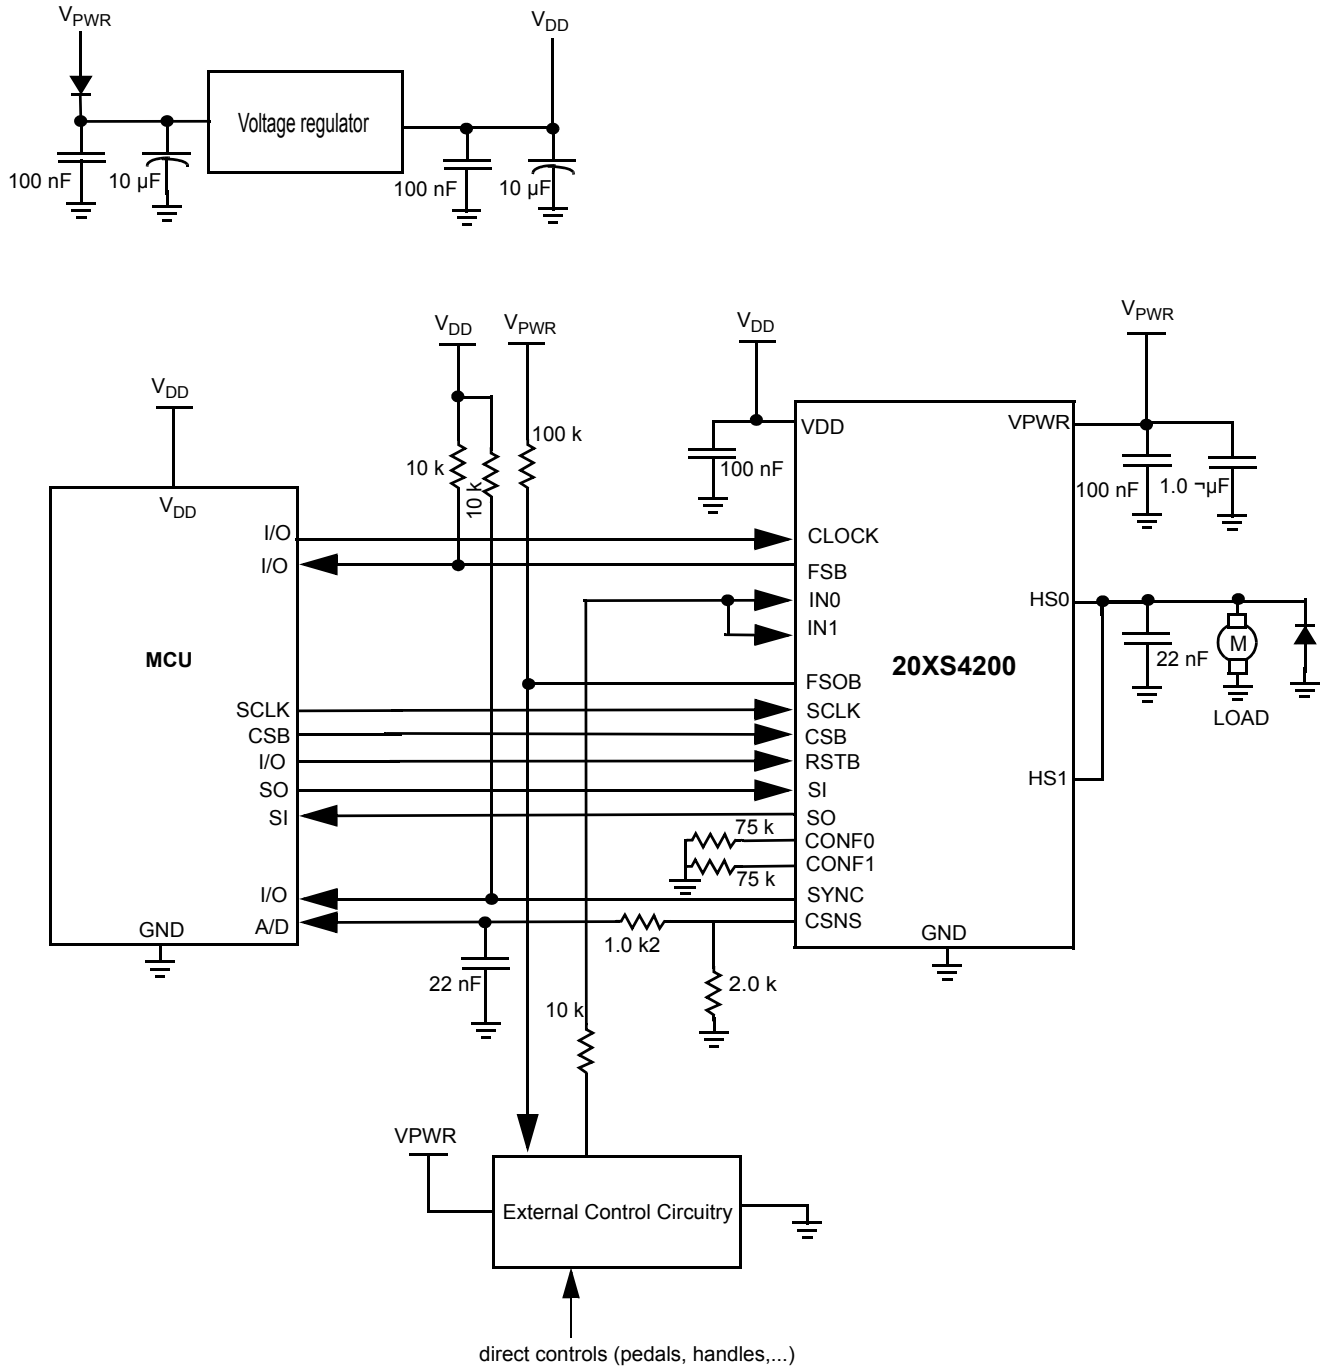 VPWR
VDD
Voltage regulator
100 nF
10 µF
100 nF
10 µF
VDD
VPWR
VDD
VPWR
VDD
100 k
10 k
10 k
VDD
VPWR
100 nF
100 nF
1.0 ¬µF
VDD
I/O
CLOCK
I/O
FSB
IN0
HS0
IN1
MCU
20XS4200
M
22 nF
FSOB
LOAD
SCLK
SCLK
CSB
CSB
I/O
RSTB
HS1
SO
SI
SI
SO
75 k
CONF0
CONF1
75 k
I/O
SYNC
A/D
CSNS
GND
GND
1.0 k2
22 nF
2.0 k
10 k
VPWR
External Control Circuitry
direct controls (pedals, handles,...)